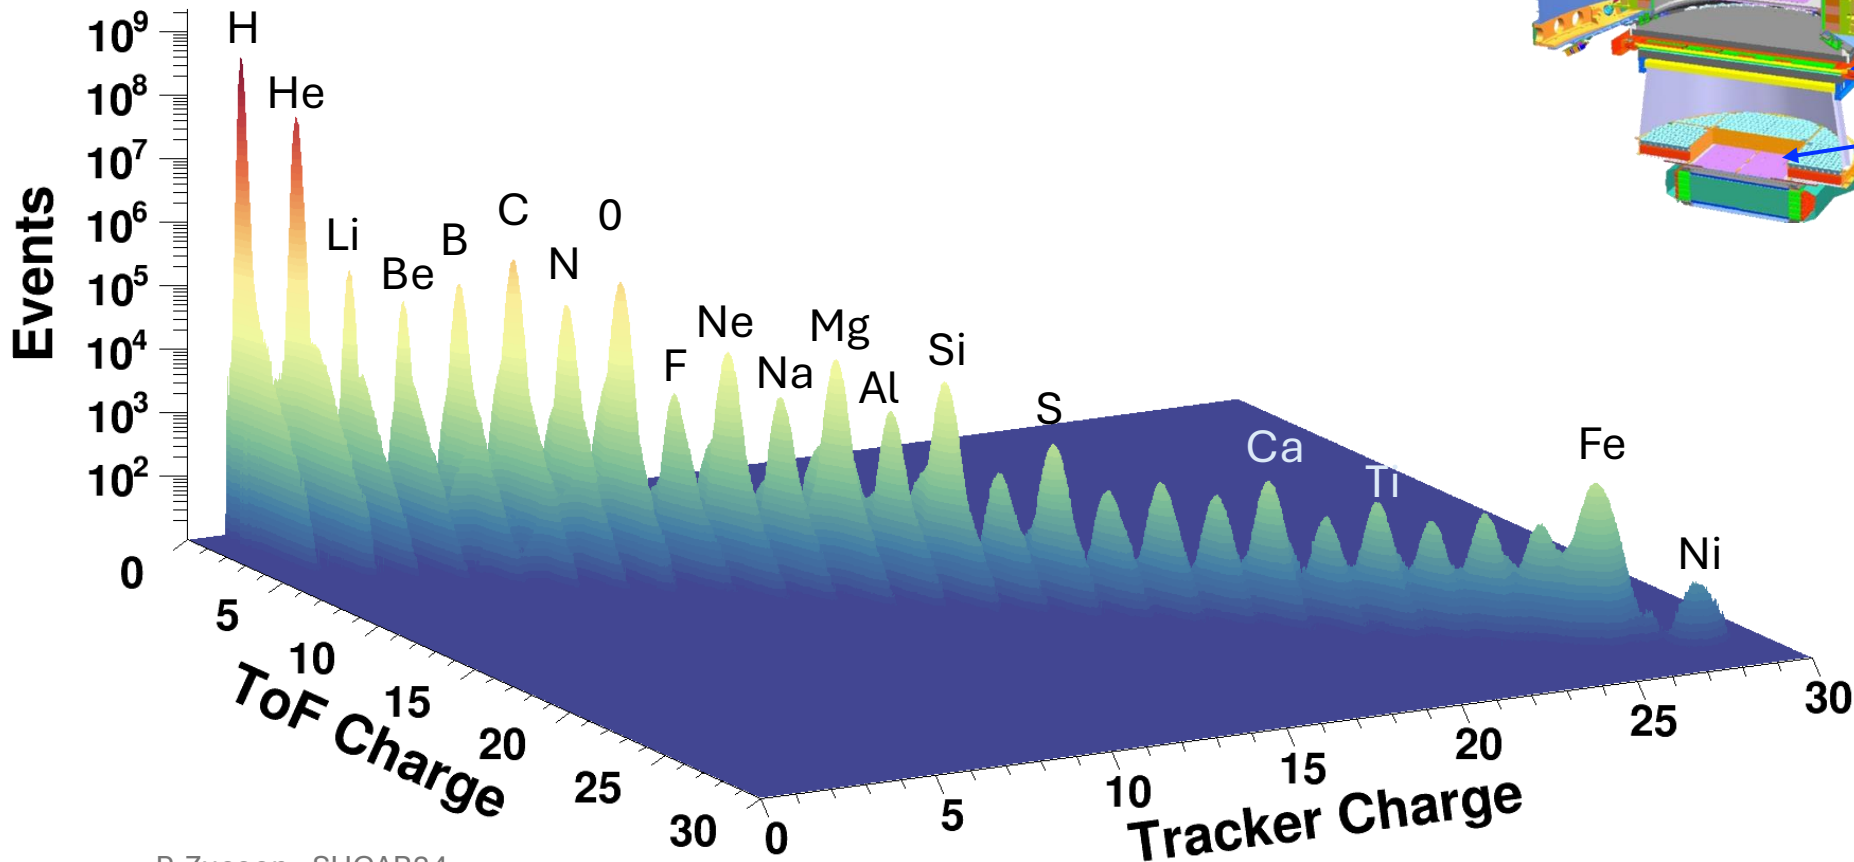 H
He
Li
Be
B
C
N
0
F
Ne
Na
Mg
Al
Si
S
Ca
Ti
Fe
Ni
Events
10⁹
10⁸
10⁷
10⁶
10⁵
10⁴
10³
10²
0
5
10
15
20
25
30
ToF Charge
0
5
10
15
20
25
30
Tracker Charge